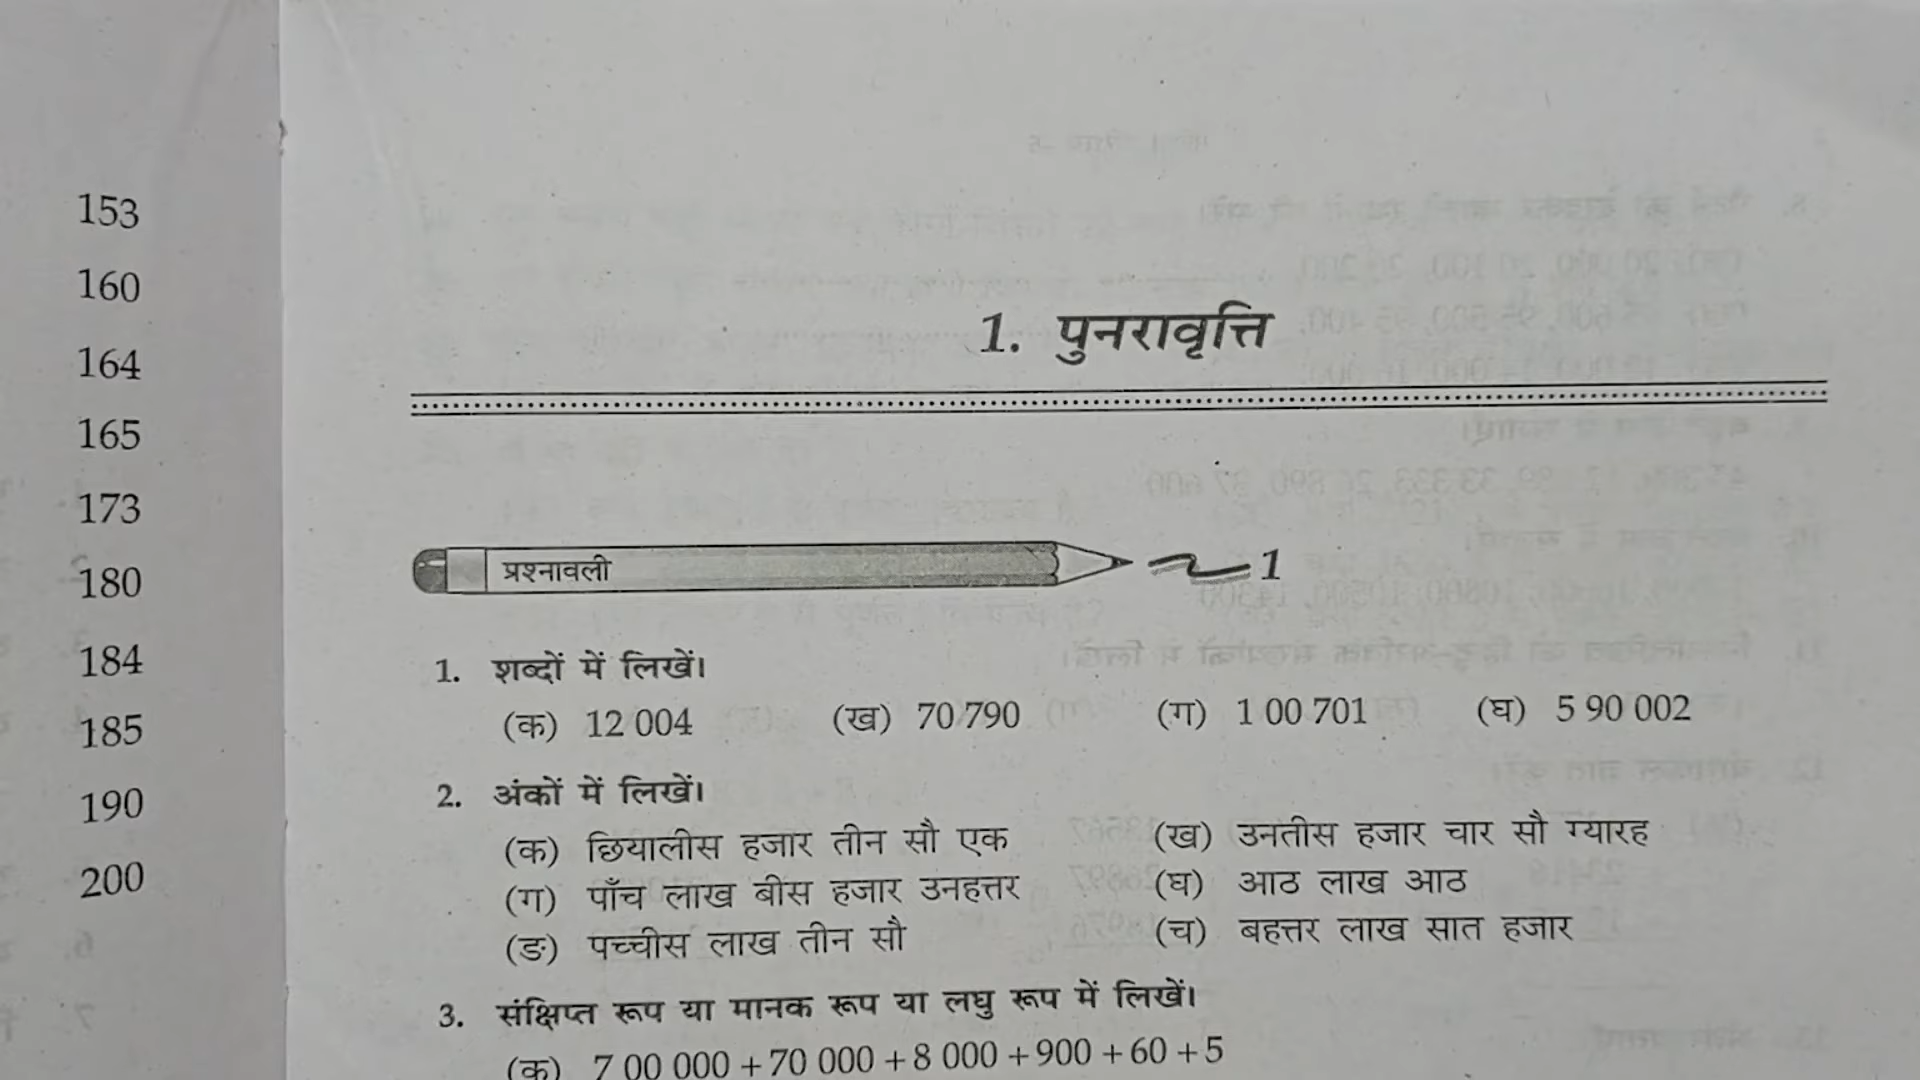 153
160
164
165
173
180
184
185
190
200
1. पुनरावृत्ति
प्रश्नावली 1
1. शब्दों में लिखें।
(क) 12 004 (ख) 70 790 (ग) 1 00 701 (घ) 5 90 002
2. अंकों में लिखें।
(क) छियालीस हजार तीन सौ एक (ख) उनतीस हजार चार सौ ग्यारह
(ग) पाँच लाख बीस हजार उनहत्तर (घ) आठ लाख आठ
(ङ) पच्चीस लाख तीन सौ (च) बहत्तर लाख सात हजार
3. संक्षिप्त रूप या मानक रूप या लघु रूप में लिखें।
(क) 7 00 000 + 70 000 + 8 000 + 900 + 60 + 5